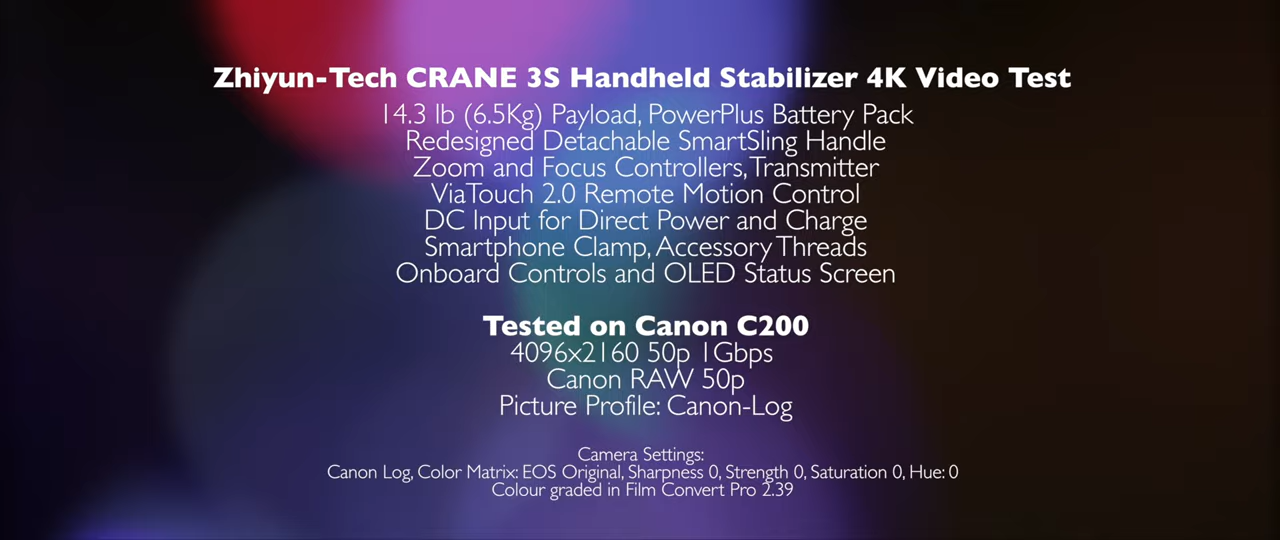 Zhiyun-Tech CRANE 3S Handheld Stabilizer 4K Video Test
14.3 lb (6.5Kg) Payload, PowerPlus Battery Pack
Redesigned Detachable SmartSling Handle
Zoom and Focus Controllers, Transmitter
ViaTouch 2.0 Remote Motion Control
DC Input for Direct Power and Charge
Smartphone Clamp, Accessory Threads
Onboard Controls and OLED Status Screen
Tested on Canon C200
4096x2160 50p 1Gbps
Canon RAW 50p
Picture Profile: Canon-Log
Camera Settings:
Canon Log, Color Matrix: EOS Original, Sharpness 0, Strength 0, Saturation 0, Hue: 0
Colour graded in Film Convert Pro 2.39